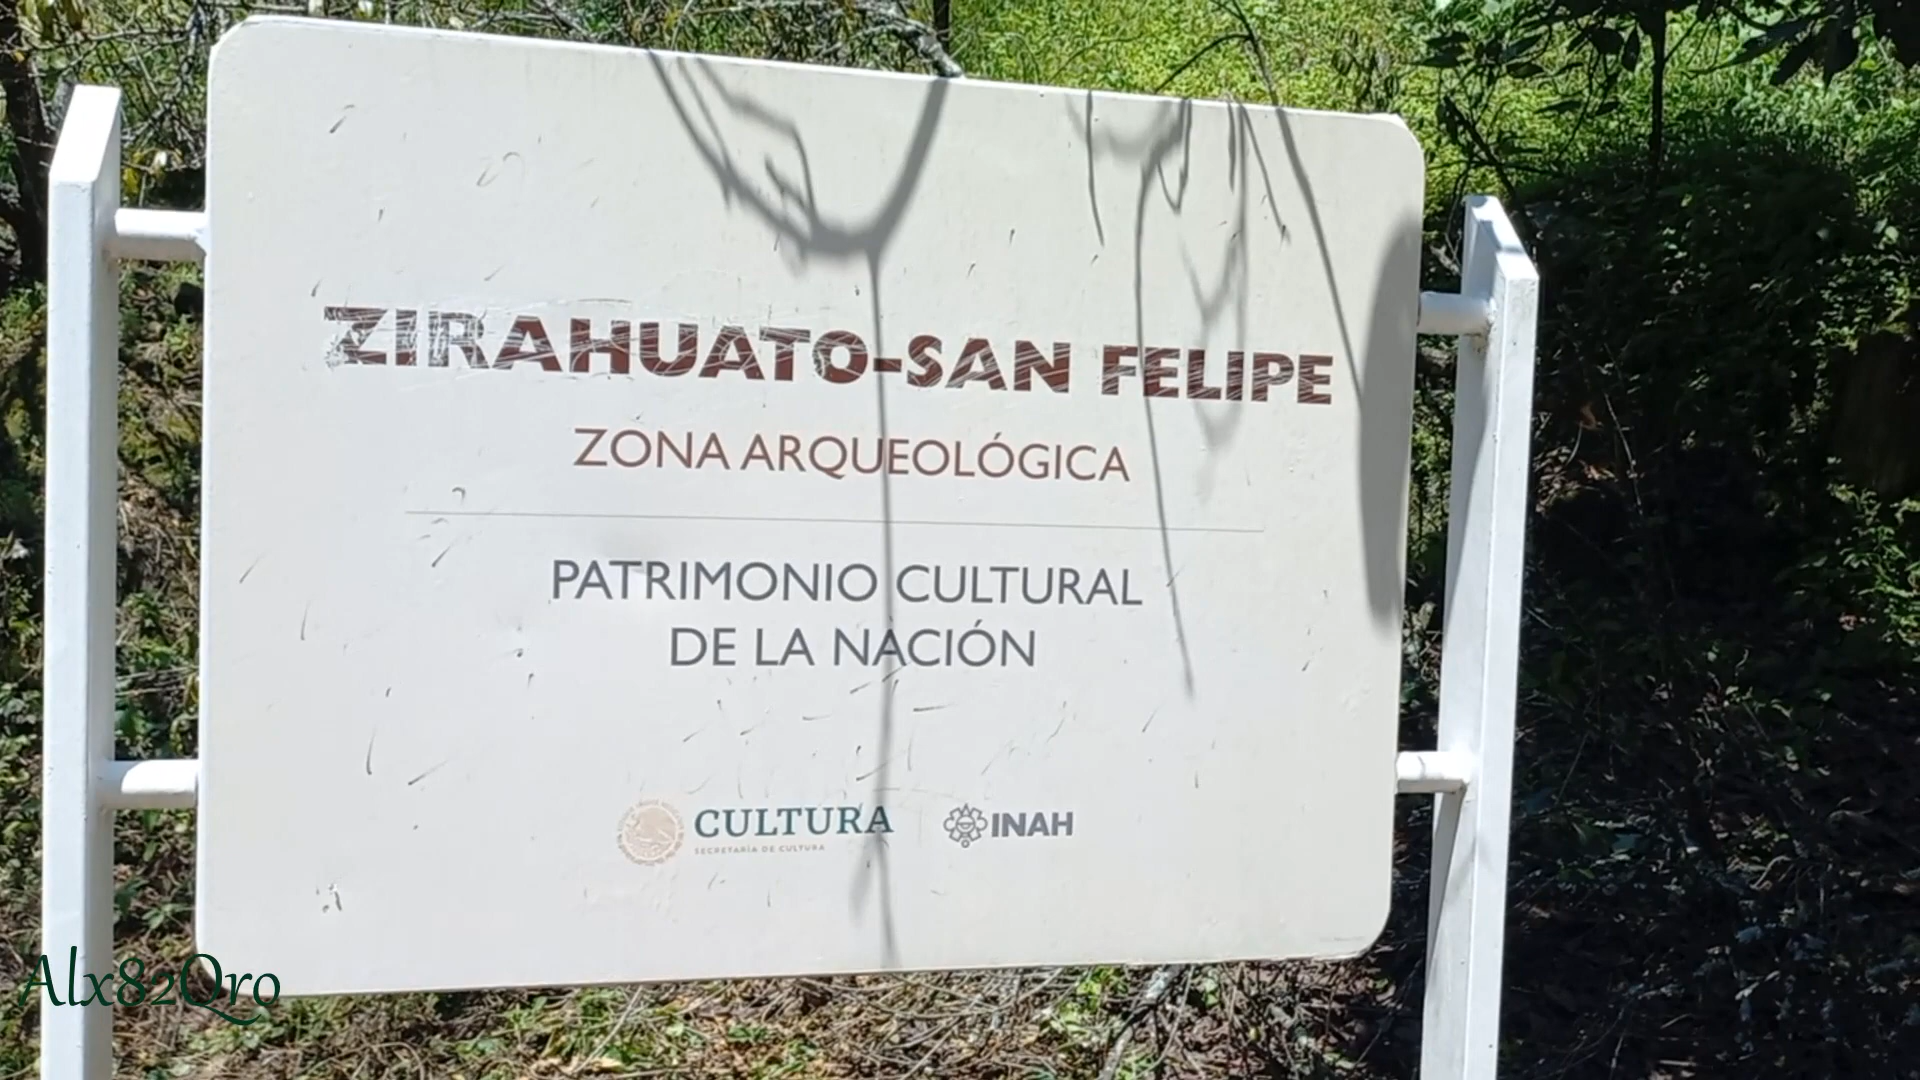 ZIRAHUATO-SAN FELIPE
ZONA ARQUEOLÓGICA
PATRIMONIO CULTURAL
DE LA NACIÓN
CULTURA
SECRETARÍA DE CULTURA
INAH
Alx82Qro